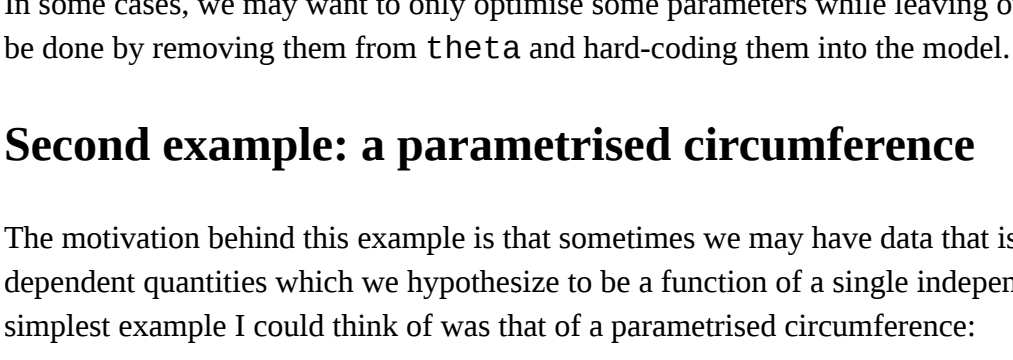 In some cases, we may want to only optimise some parameters while leaving
be done by removing them from theta and hard-coding them into the model.
Second example: a parametrised circumference
The motivation behind this example is that sometimes we may have data that is
dependent quantities which we hypothesize to be a function of a single
simplest example I could think of was that of a parametrised circumference: